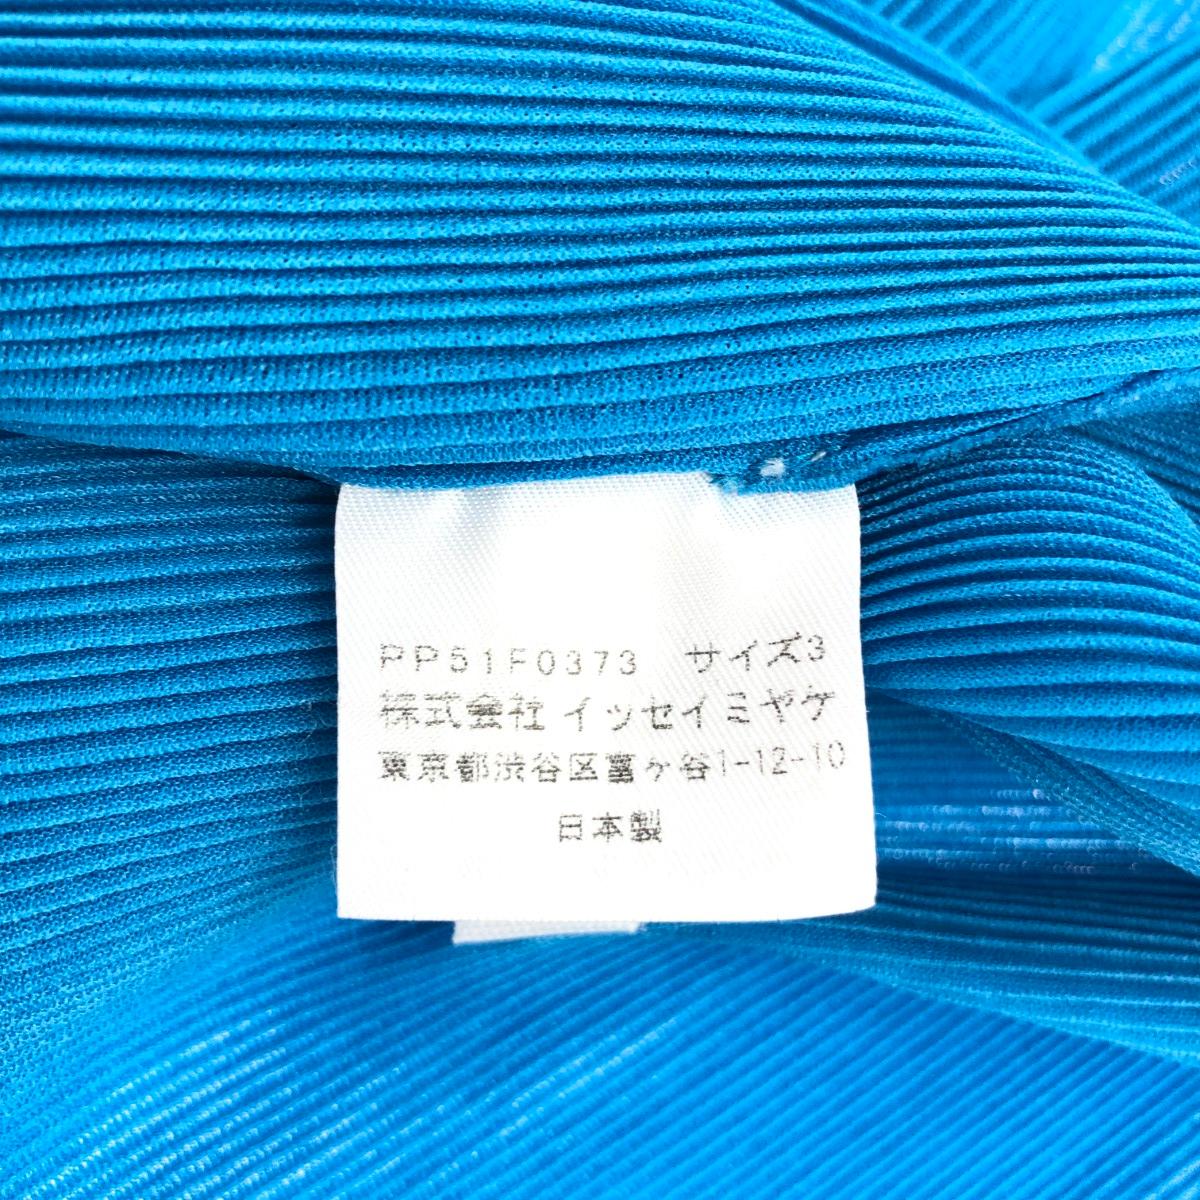 PP51F0373 サイズ3
株式会社 イッセイミヤケ
東京都渋谷区富ヶ谷1-12-10
日本製